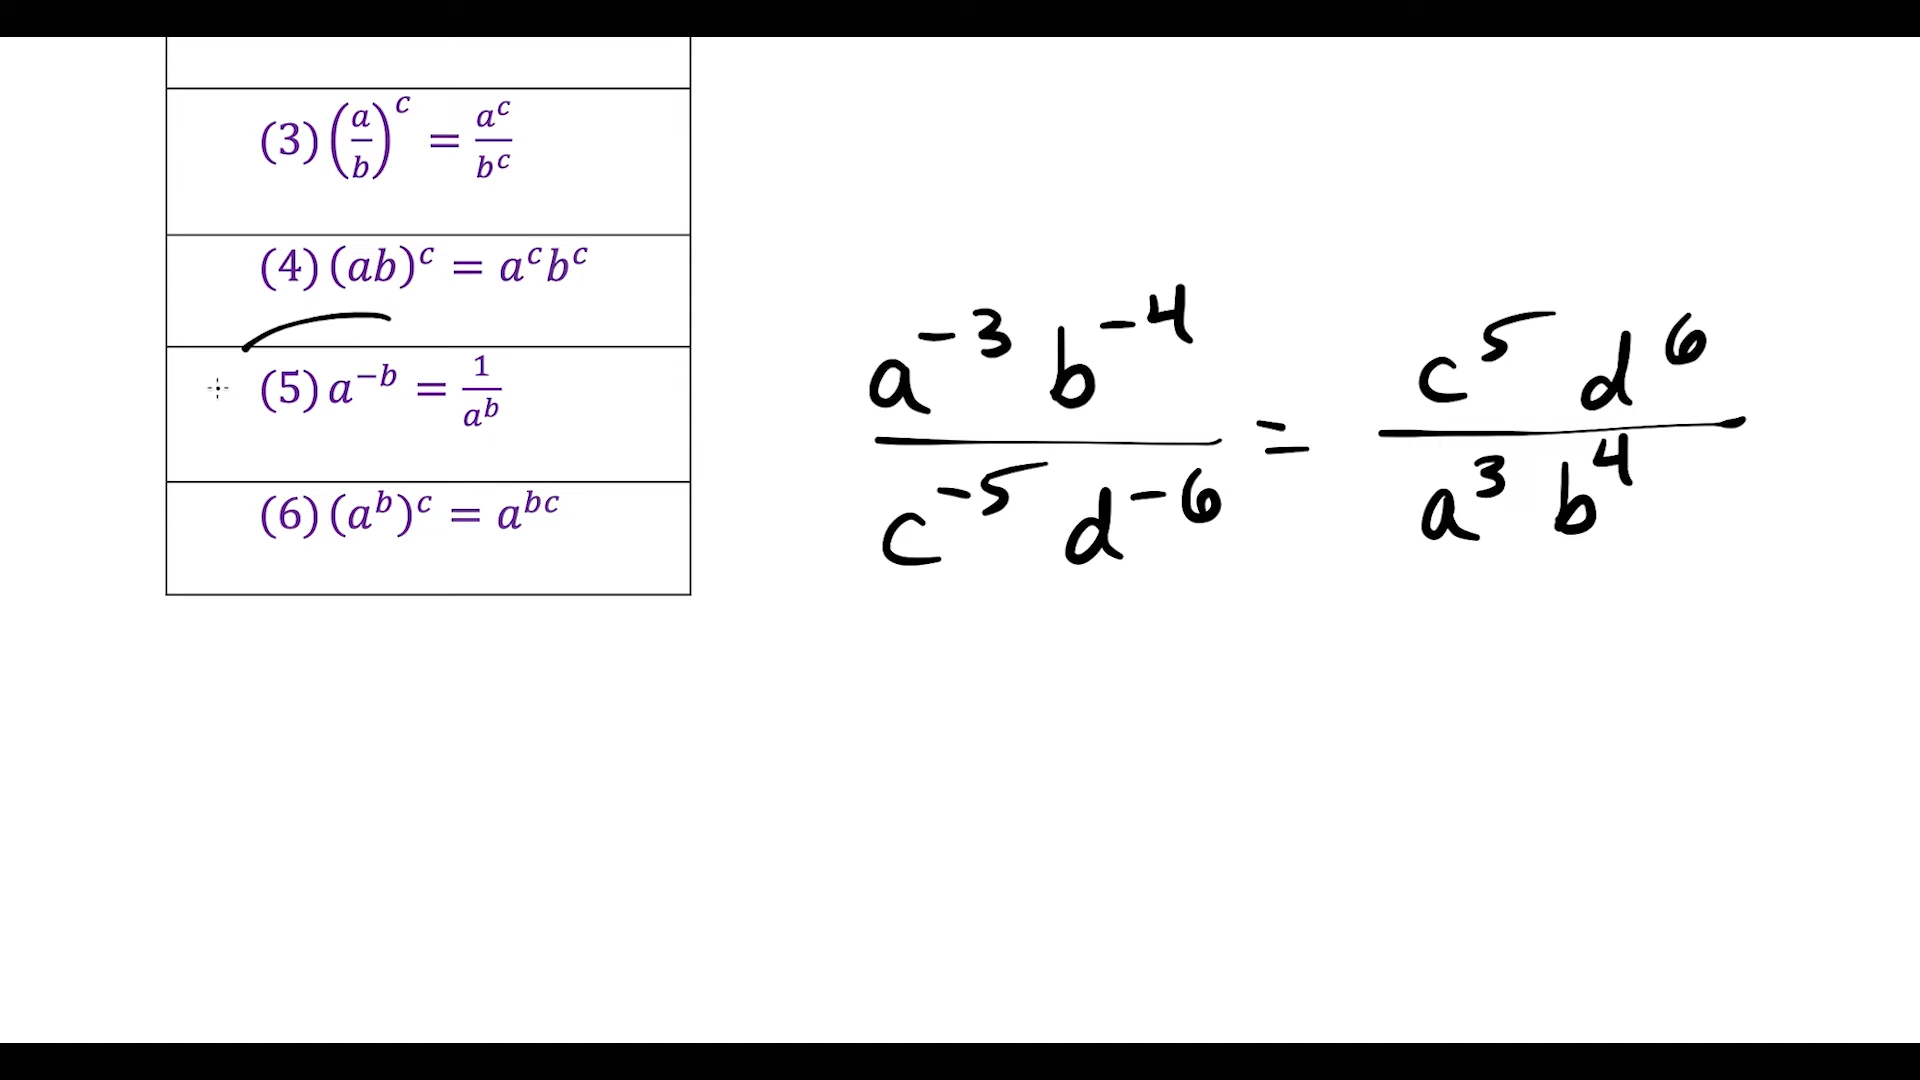 (3) (a/b)^c = a^c/b^c
(4) (ab)^c = a^c b^c
(5) a^{-b} = 1/a^b
(6) (a^b)^c = a^{bc}
a^{-3} b^{-4} / c^{-5} d^{-6} = c^5 d^6 / a^3 b^4